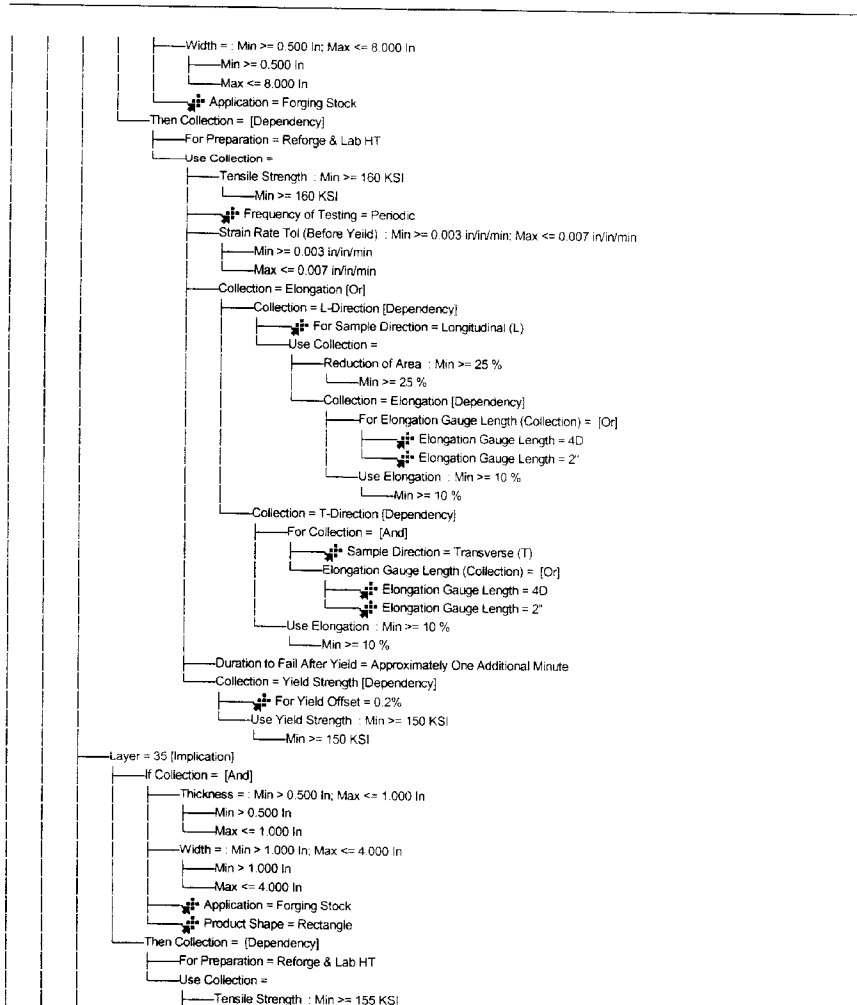 Width = : Min >= 0.500 In; Max <= 8.000 In
Min >= 0.500 In
Max <= 8.000 In
Application = Forging Stock
Then Collection = [Dependency]
For Preparation = Reforge & Lab HT
Use Collection =
Tensile Strength : Min >= 160 KSI
Min >= 160 KSI
Frequency of Testing = Periodic
Strain Rate Tol (Before Yeild) : Min >= 0.003 in/in/min; Max <= 0.007 in/in/min
Min >= 0.003 in/in/min
Max <= 0.007 in/in/min
Collection = Elongation [Or]
Collection = L-Direction [Dependency]
For Sample Direction = Longitudinal (L)
Use Collection =
Reduction of Area : Min >= 25 %
Min >= 25 %
Collection = Elongation [Dependency]
For Elongation Gauge Length (Collection) = [Or]
Elongation Gauge Length = 4D
Elongation Gauge Length = 2"
Use Elongation : Min >= 10 %
Min >= 10 %
Collection = T-Direction [Dependency]
For Collection = [And]
Sample Direction = Transverse (T)
Elongation Gauge Length (Collection) = [Or]
Elongation Gauge Length = 4D
Elongation Gauge Length = 2"
Use Elongation : Min >= 10 %
Min >= 10 %
Duration to Fail After Yield = Approximately One Additional Minute
Collection = Yield Strength [Dependency]
For Yield Offset = 0.2%
Use Yield Strength : Min >= 150 KSI
Min >= 150 KSI
Layer = 35 [Implication]
If Collection = [And]
Thickness = : Min > 0.500 In; Max <= 1.000 In
Min > 0.500 In
Max <= 1.000 In
Width = : Min > 1.000 In; Max <= 4.000 In
Min > 1.000 In
Max <= 4.000 In
Application = Forging Stock
Product Shape = Rectangle
Then Collection = [Dependency]
For Preparation = Reforge & Lab HT
Use Collection =
Tensile Strength : Min >= 155 KSI